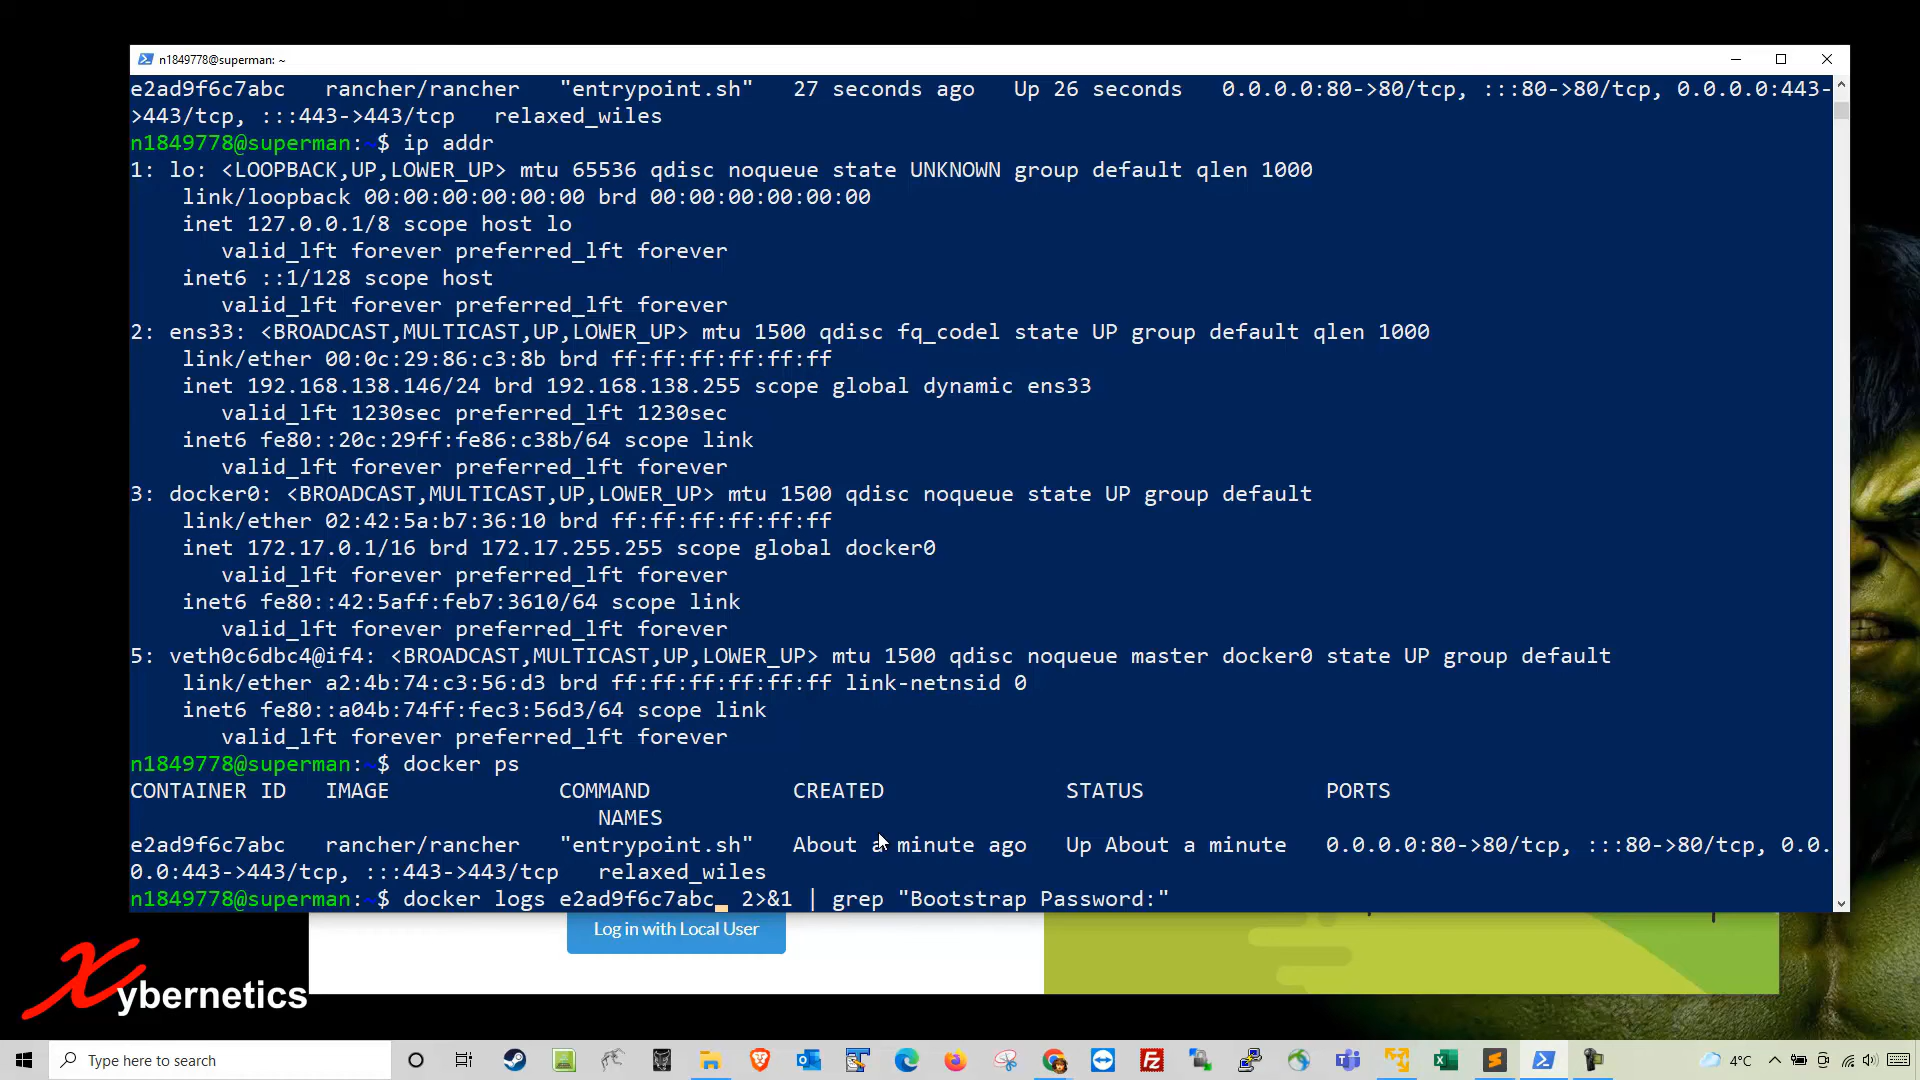 n1849778@superman: ~
e2ad9f6c7abc   rancher/rancher   "entrypoint.sh"   27 seconds ago   Up 26 seconds   0.0.0.0:80->80/tcp, :::80->80/tcp, 0.0.0.0:443-
>443/tcp, :::443->443/tcp   relaxed_wiles
n1849778@superman:~$ ip addr
1: lo: <LOOPBACK,UP,LOWER_UP> mtu 65536 qdisc noqueue state UNKNOWN group default qlen 1000
    link/loopback 00:00:00:00:00:00 brd 00:00:00:00:00:00
    inet 127.0.0.1/8 scope host lo
       valid_lft forever preferred_lft forever
    inet6 ::1/128 scope host
       valid_lft forever preferred_lft forever
2: ens33: <BROADCAST,MULTICAST,UP,LOWER_UP> mtu 1500 qdisc fq_codel state UP group default qlen 1000
    link/ether 00:0c:29:86:c3:8b brd ff:ff:ff:ff:ff:ff
    inet 192.168.138.146/24 brd 192.168.138.255 scope global dynamic ens33
       valid_lft 1230sec preferred_lft 1230sec
    inet6 fe80::20c:29ff:fe86:c38b/64 scope link
       valid_lft forever preferred_lft forever
3: docker0: <BROADCAST,MULTICAST,UP,LOWER_UP> mtu 1500 qdisc noqueue state UP group default
    link/ether 02:42:5a:b7:36:10 brd ff:ff:ff:ff:ff:ff
    inet 172.17.0.1/16 brd 172.17.255.255 scope global docker0
       valid_lft forever preferred_lft forever
    inet6 fe80::42:5aff:feb7:3610/64 scope link
       valid_lft forever preferred_lft forever
5: veth0c6dbc4@if4: <BROADCAST,MULTICAST,UP,LOWER_UP> mtu 1500 qdisc noqueue master docker0 state UP group default
    link/ether a2:4b:74:c3:56:d3 brd ff:ff:ff:ff:ff:ff link-netnsid 0
    inet6 fe80::a04b:74ff:fec3:56d3/64 scope link
       valid_lft forever preferred_lft forever
n1849778@superman:~$ docker ps
CONTAINER ID   IMAGE             COMMAND           CREATED              STATUS              PORTS
                                    NAMES
e2ad9f6c7abc   rancher/rancher   "entrypoint.sh"   About a minute ago   Up About a minute   0.0.0.0:80->80/tcp, :::80->80/tcp, 0.0.
0.0:443->443/tcp, :::443->443/tcp   relaxed_wiles
n1849778@superman:~$ docker logs e2ad9f6c7abc  2>&1 | grep "Bootstrap Password:"
Log in with Local User
Xybernetics
Type here to search
4°C